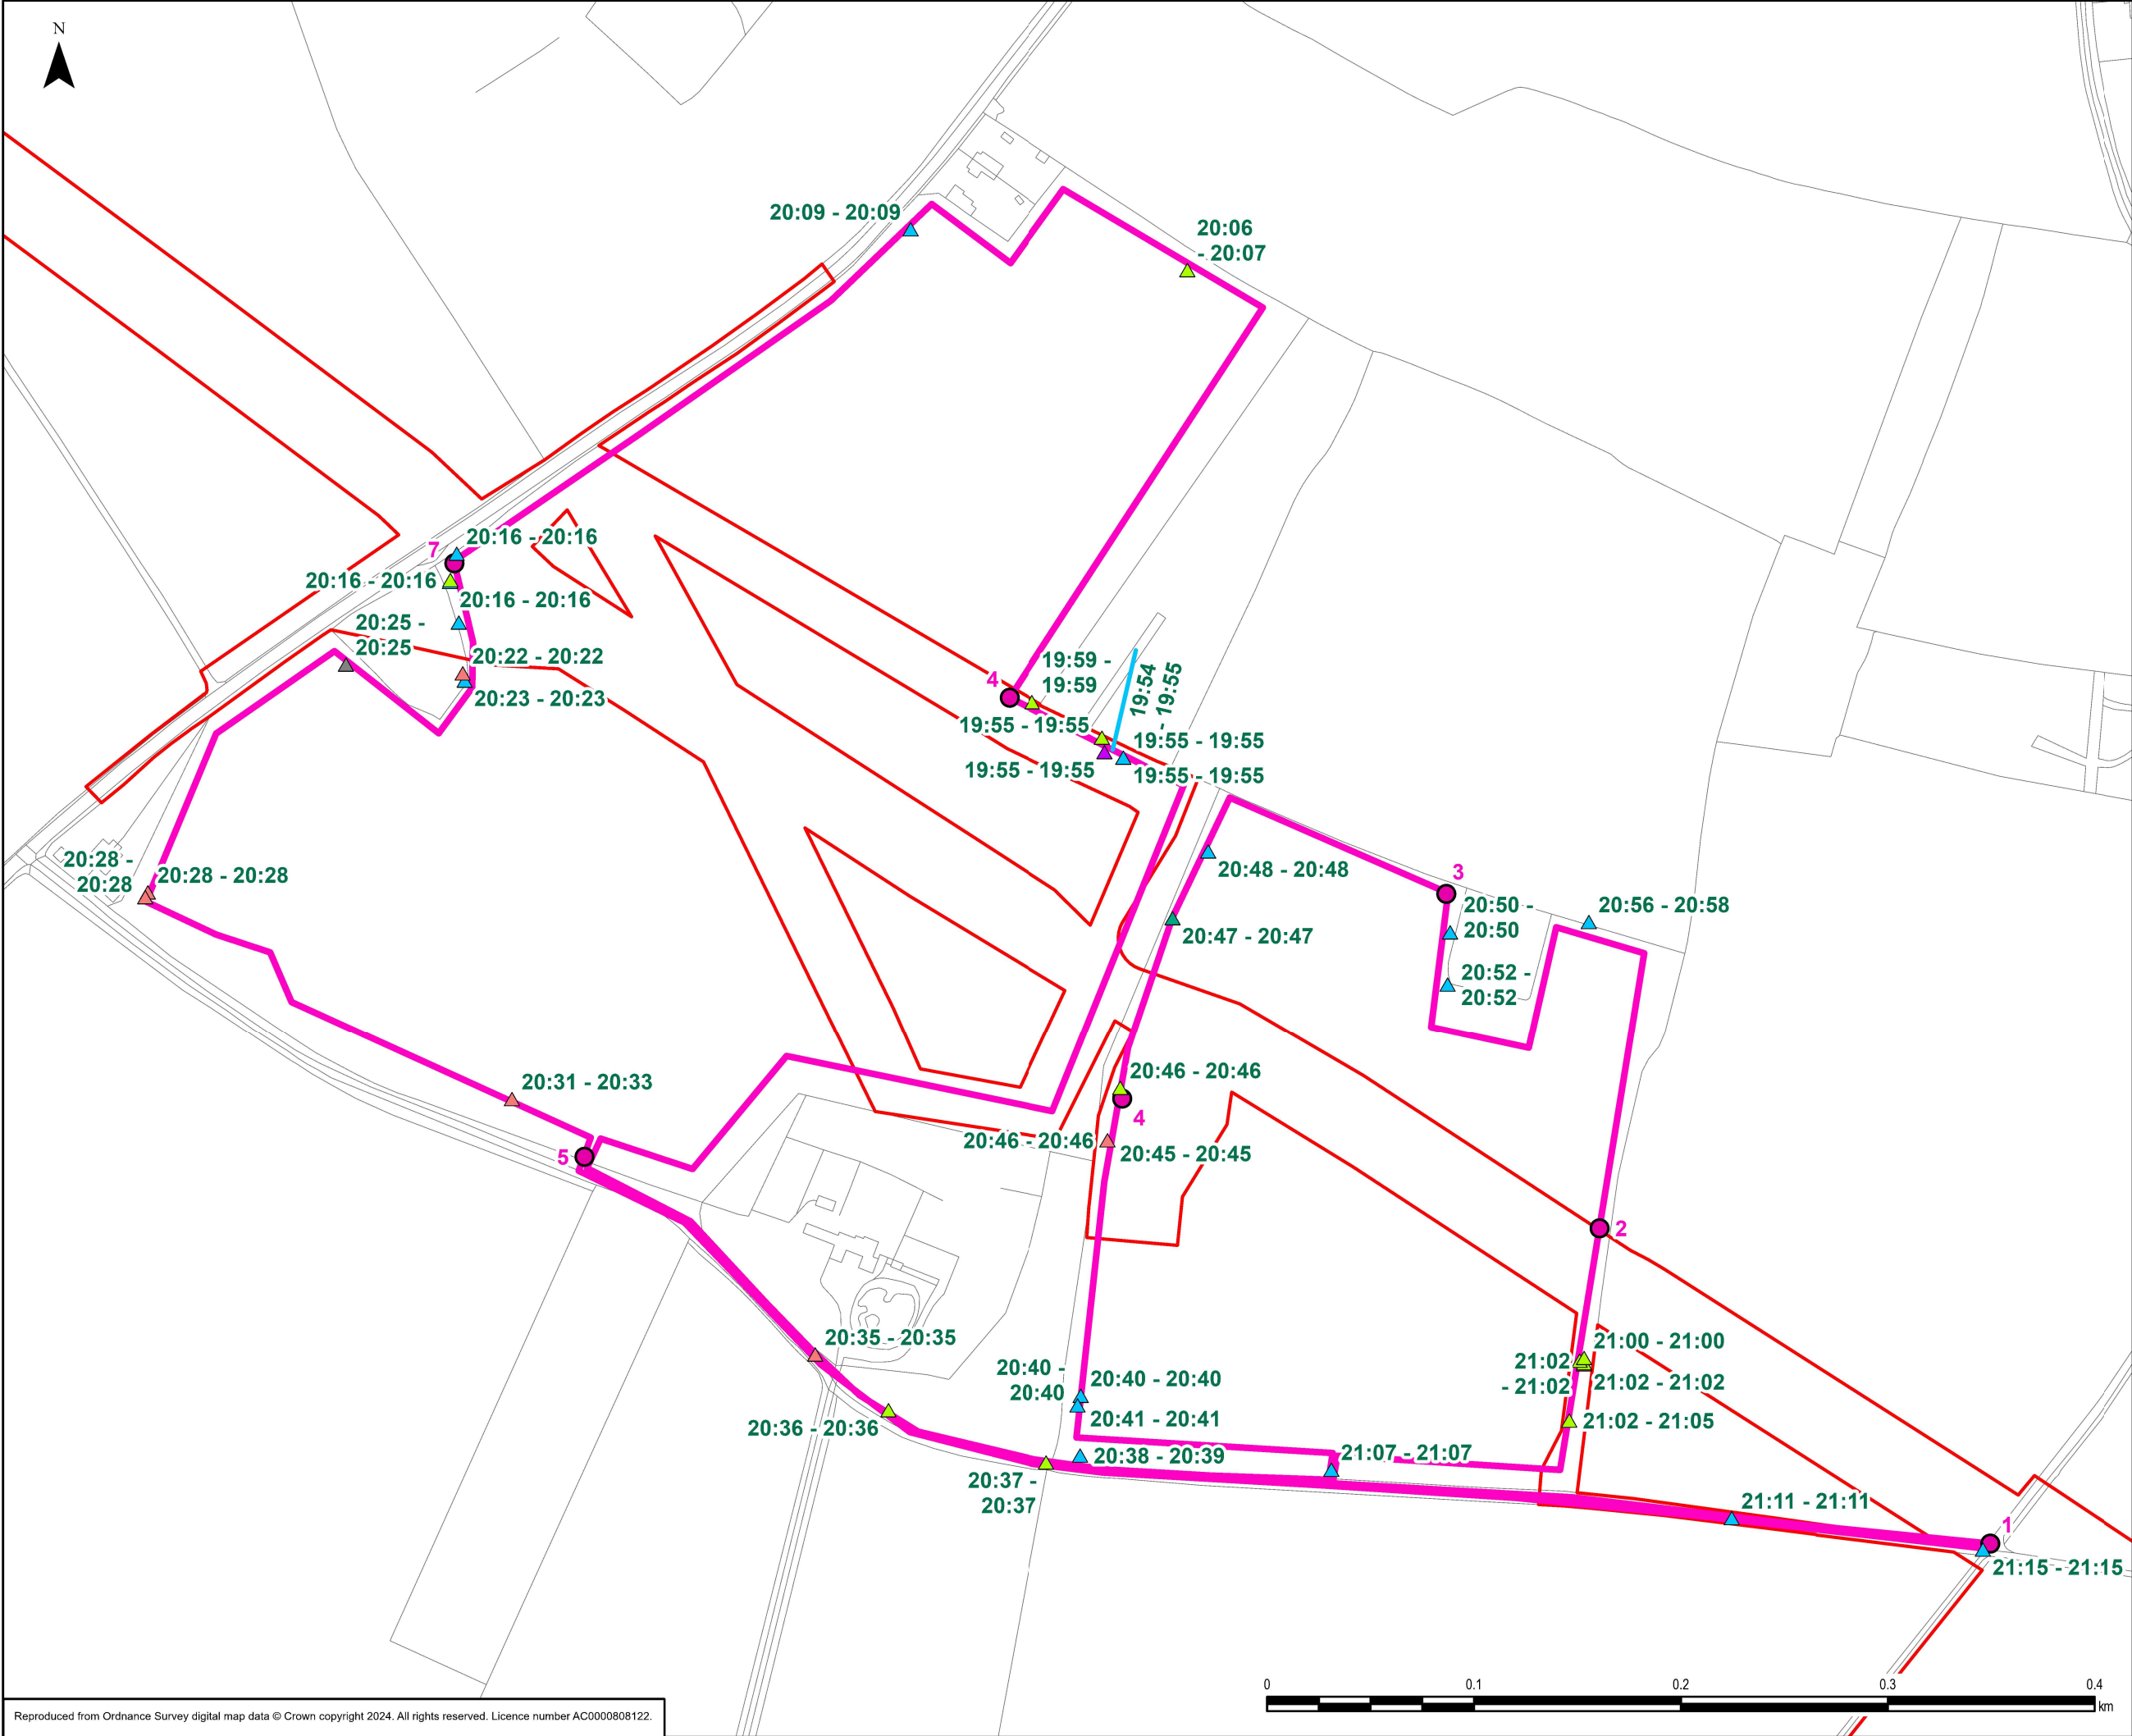 N
20:09 - 20:09
20:06
- 20:07
7
20:16 - 20:16
20:16 - 20:16
20:16 - 20:16
20:25 -
20:25
20:22 - 20:22
20:23 - 20:23
4
19:59 -
19:59
19:54
- 19:55
19:55 - 19:55
19:55 - 19:55
19:55 - 19:55
19:55 - 19:55
20:28 -
20:28
20:28 - 20:28
20:48 - 20:48
3
20:50 -
20:50
20:56 - 20:58
20:47 - 20:47
20:52 -
20:52
20:31 - 20:33
20:46 - 20:46
4
20:46 - 20:46
20:45 - 20:45
5
2
20:35 - 20:35
21:00 - 21:00
21:02
- 21:02
21:02 - 21:02
20:40 -
20:40
20:40 - 20:40
20:41 - 20:41
21:02 - 21:05
20:36 - 20:36
20:38 - 20:39
21:07 - 21:07
20:37 -
20:37
21:11 - 21:11
1
21:15 - 21:15
0 0.1 0.2 0.3 0.4
km
Reproduced from Ordnance Survey digital map data © Crown copyright 2024. All rights reserved. Licence number AC0000808122.